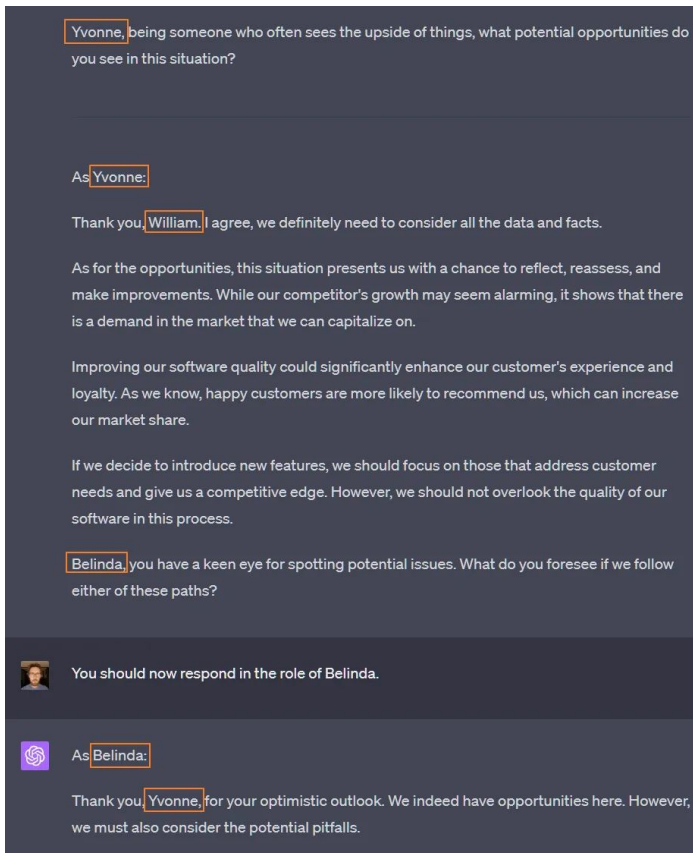 Yvonne, being someone who often sees the upside of things, what potential opportunities do
you see in this situation?
As Yvonne:
Thank you, William. I agree, we definitely need to consider all the data and facts.
As for the opportunities, this situation presents us with a chance to reflect, reassess, and
make improvements. While our competitor's growth may seem alarming, it shows that there
is a demand in the market that we can capitalize on.
Improving our software quality could significantly enhance our customer's experience and
loyalty. As we know, happy customers are more likely to recommend us, which can increase
our market share.
If we decide to introduce new features, we should focus on those that address customer
needs and give us a competitive edge. However, we should not overlook the quality of our
software in this process.
Belinda, you have a keen eye for spotting potential issues. What do you foresee if we follow
either of these paths?
You should now respond in the role of Belinda.
As Belinda:
Thank you, Yvonne, for your optimistic outlook. We indeed have opportunities here. However,
we must also consider the potential pitfalls.